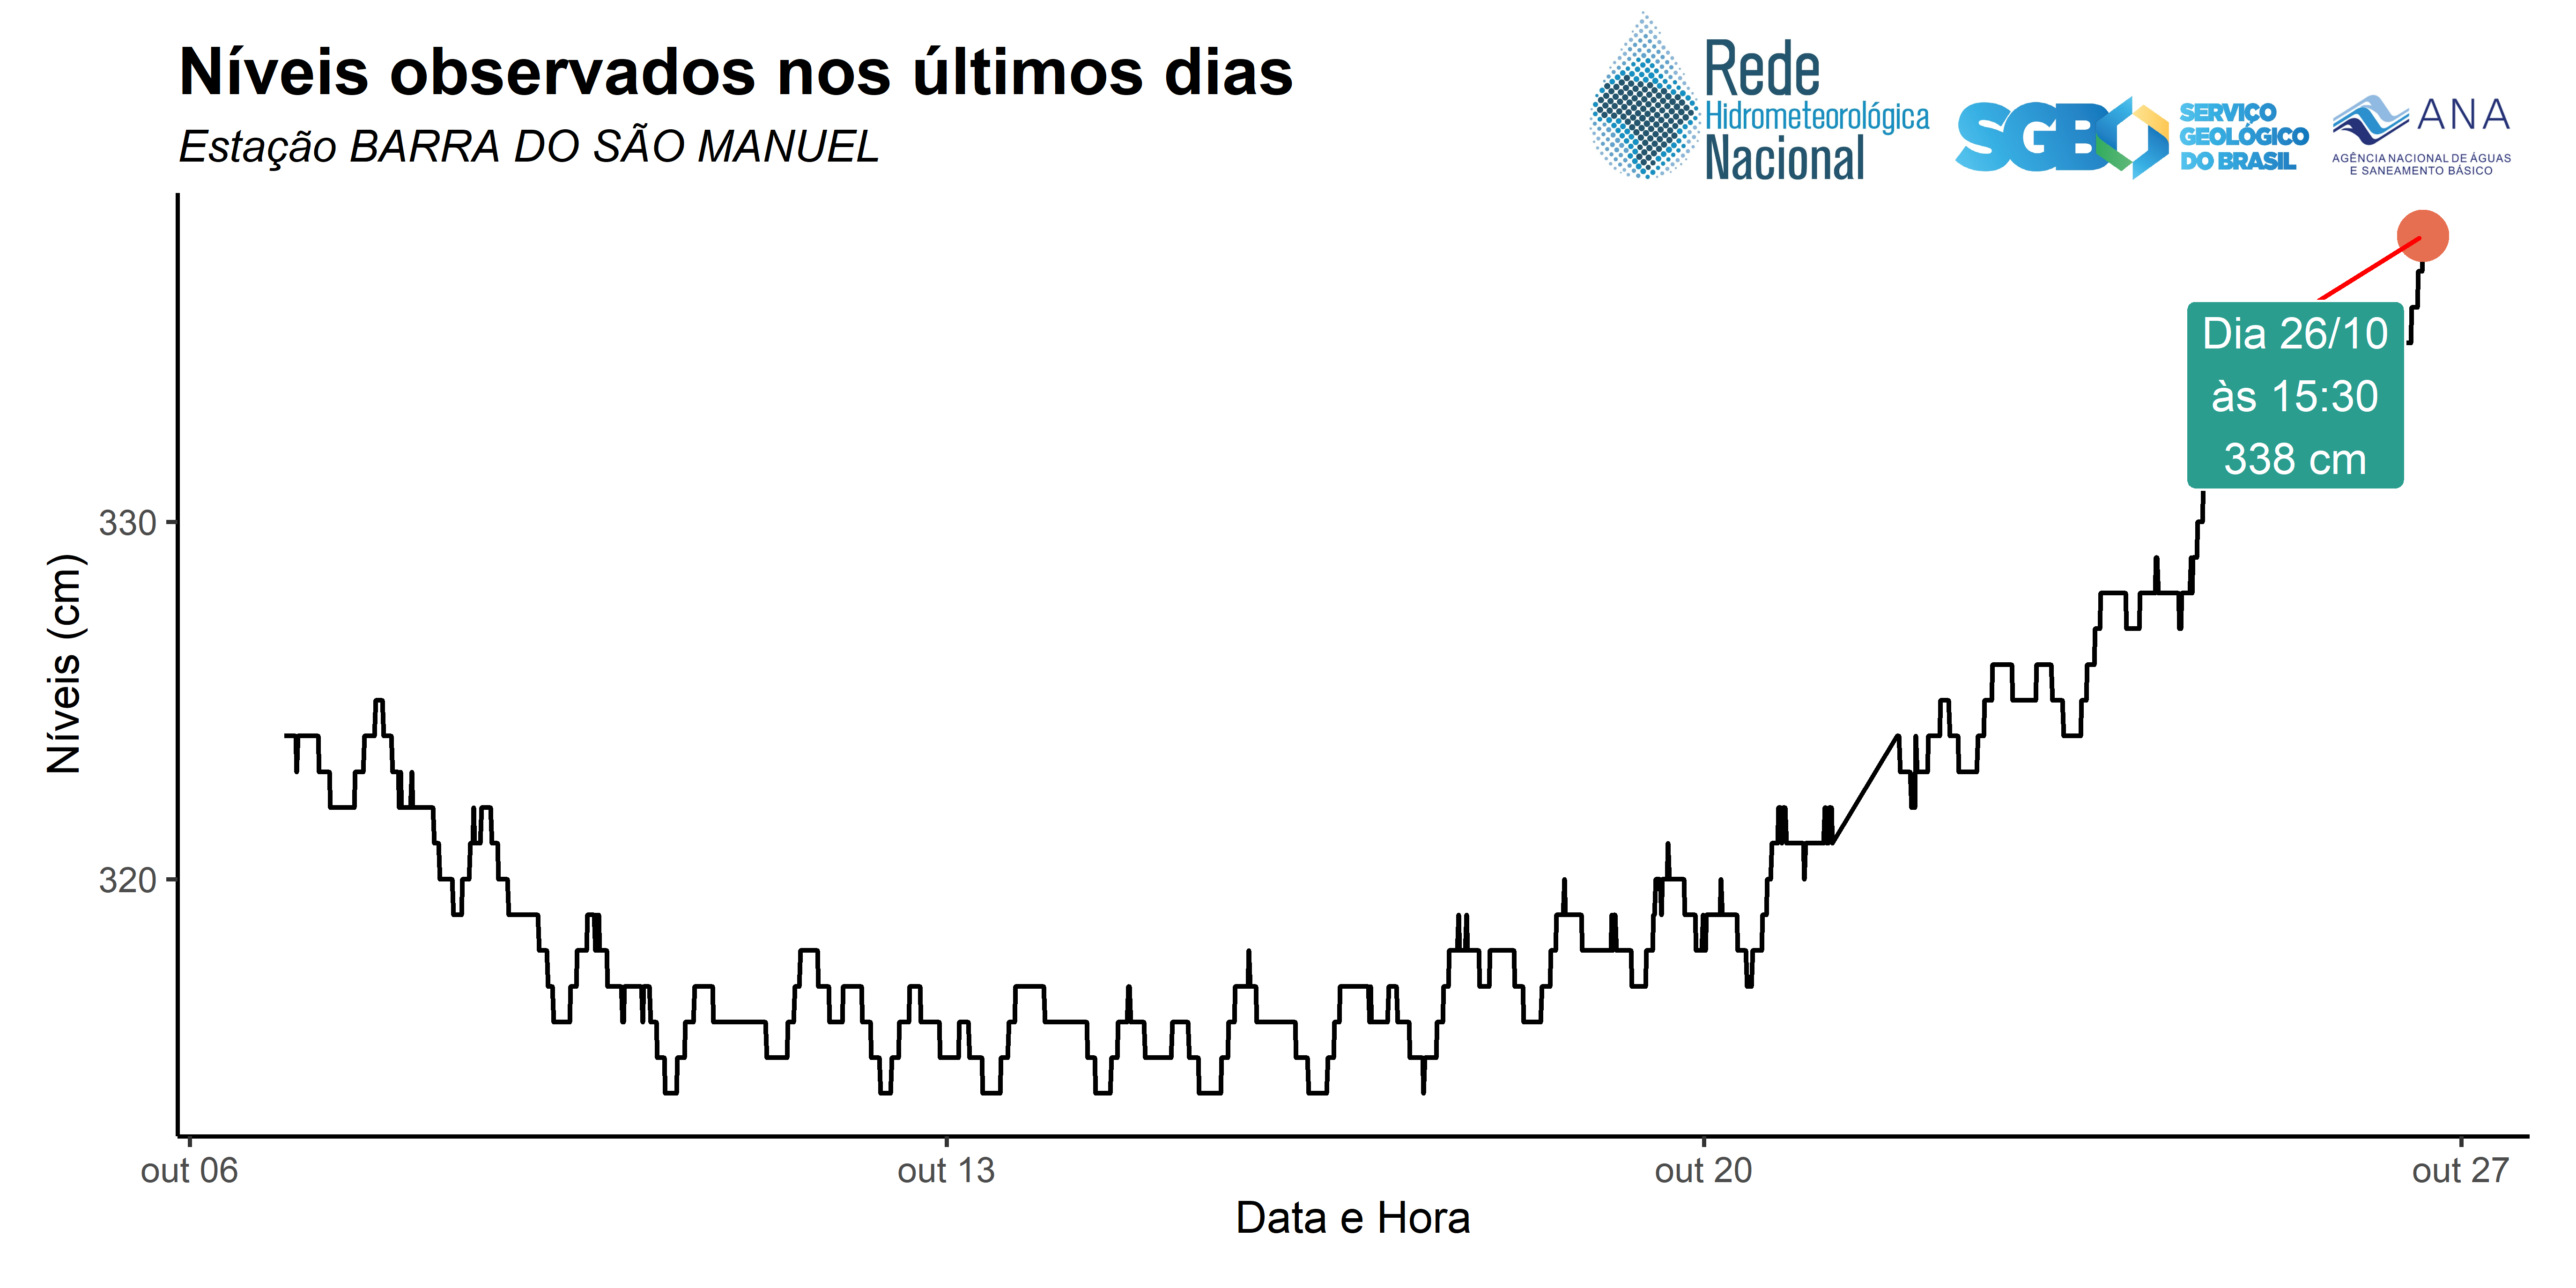 Níveis observados nos últimos dias
Estação BARRA DO SÃO MANUEL
Rede
Hidrometeorológica
Nacional
SGB
SERVIÇO
GEOLÓGICO
DO BRASIL
ANA
AGÊNCIA NACIONAL DE ÁGUAS
E SANEAMENTO BÁSICO
Dia 26/10
às 15:30
338 cm
Níveis (cm)
330
320
out 06
out 13
out 20
out 27
Data e Hora